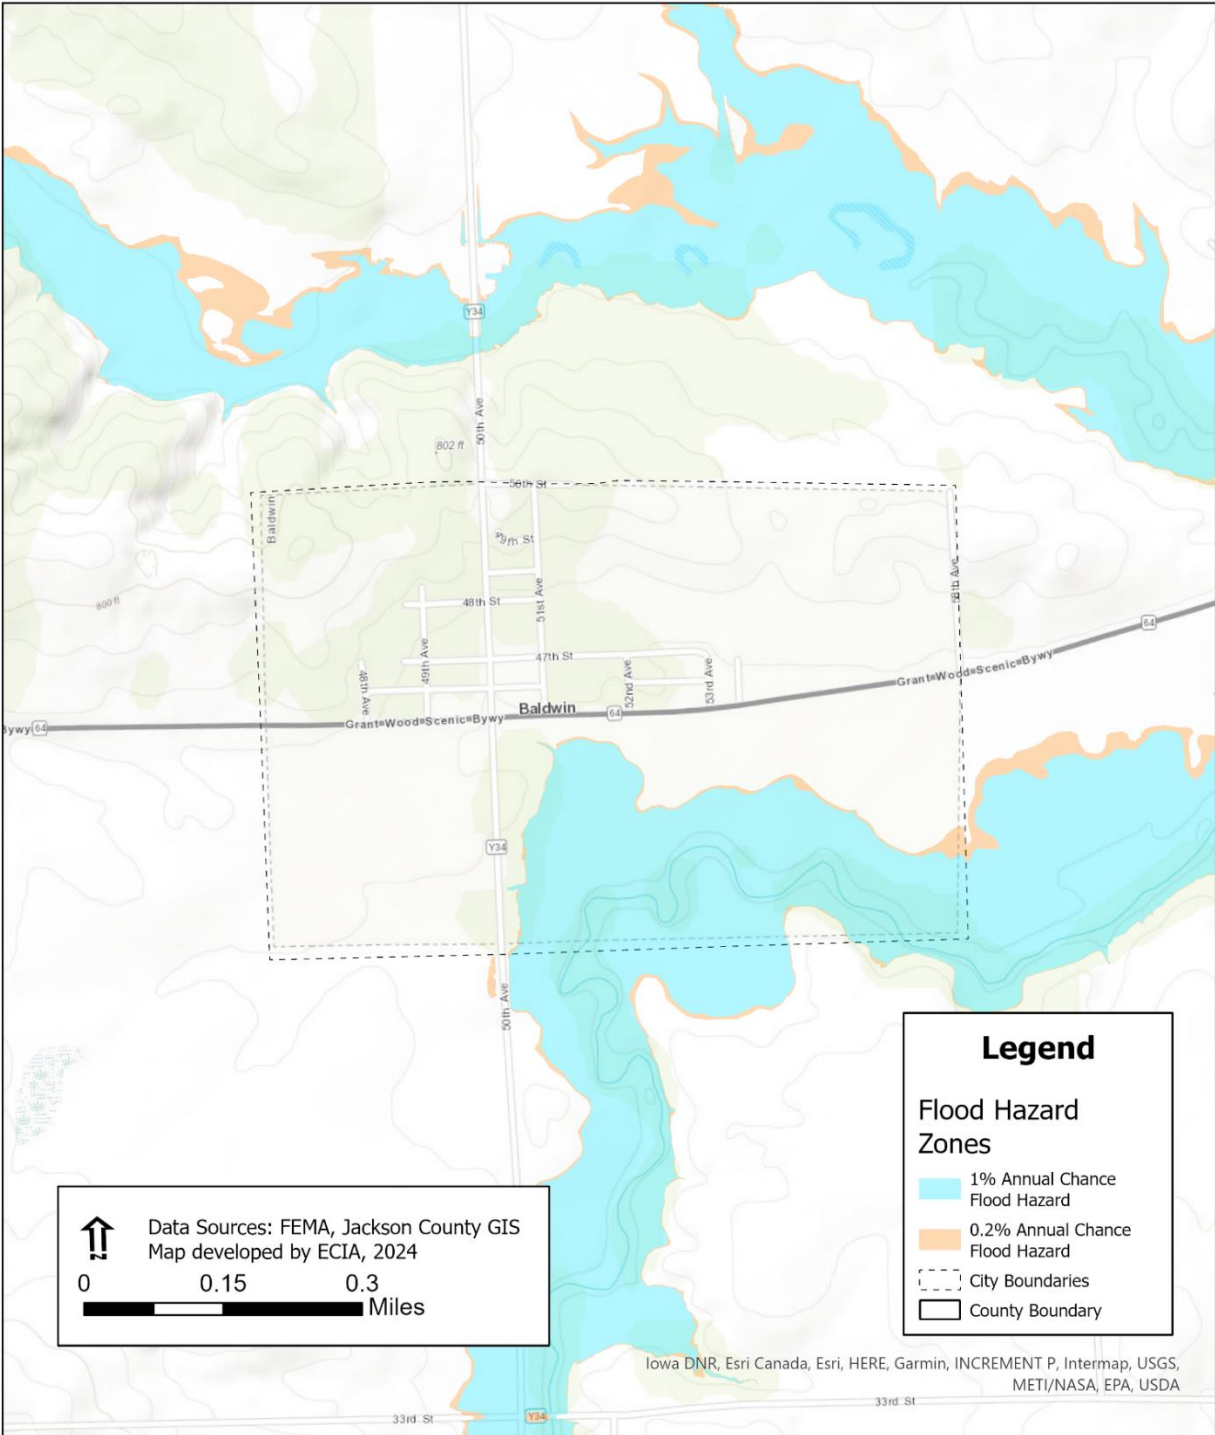 Y34
50th Ave
802 ft
50th St
Baldwin
9th St
58th Ave
51st Ave
800 ft
48th St
64
49th Ave
47th St
48th Ave
52nd Ave
53rd Ave
Grant Wood Scenic Bywy
Baldwin
64
Grant Wood Scenic Bywy
Bywy
64
Y34
50th Ave
Legend
Flood Hazard
Zones
1% Annual Chance
Flood Hazard
0.2% Annual Chance
Flood Hazard
City Boundaries
County Boundary
N
Data Sources: FEMA, Jackson County GIS
Map developed by ECIA, 2024
0 0.15 0.3
Miles
Iowa DNR, Esri Canada, Esri, HERE, Garmin, INCREMENT P, Intermap, USGS,
METI/NASA, EPA, USDA
33rd St
Y34
33rd St